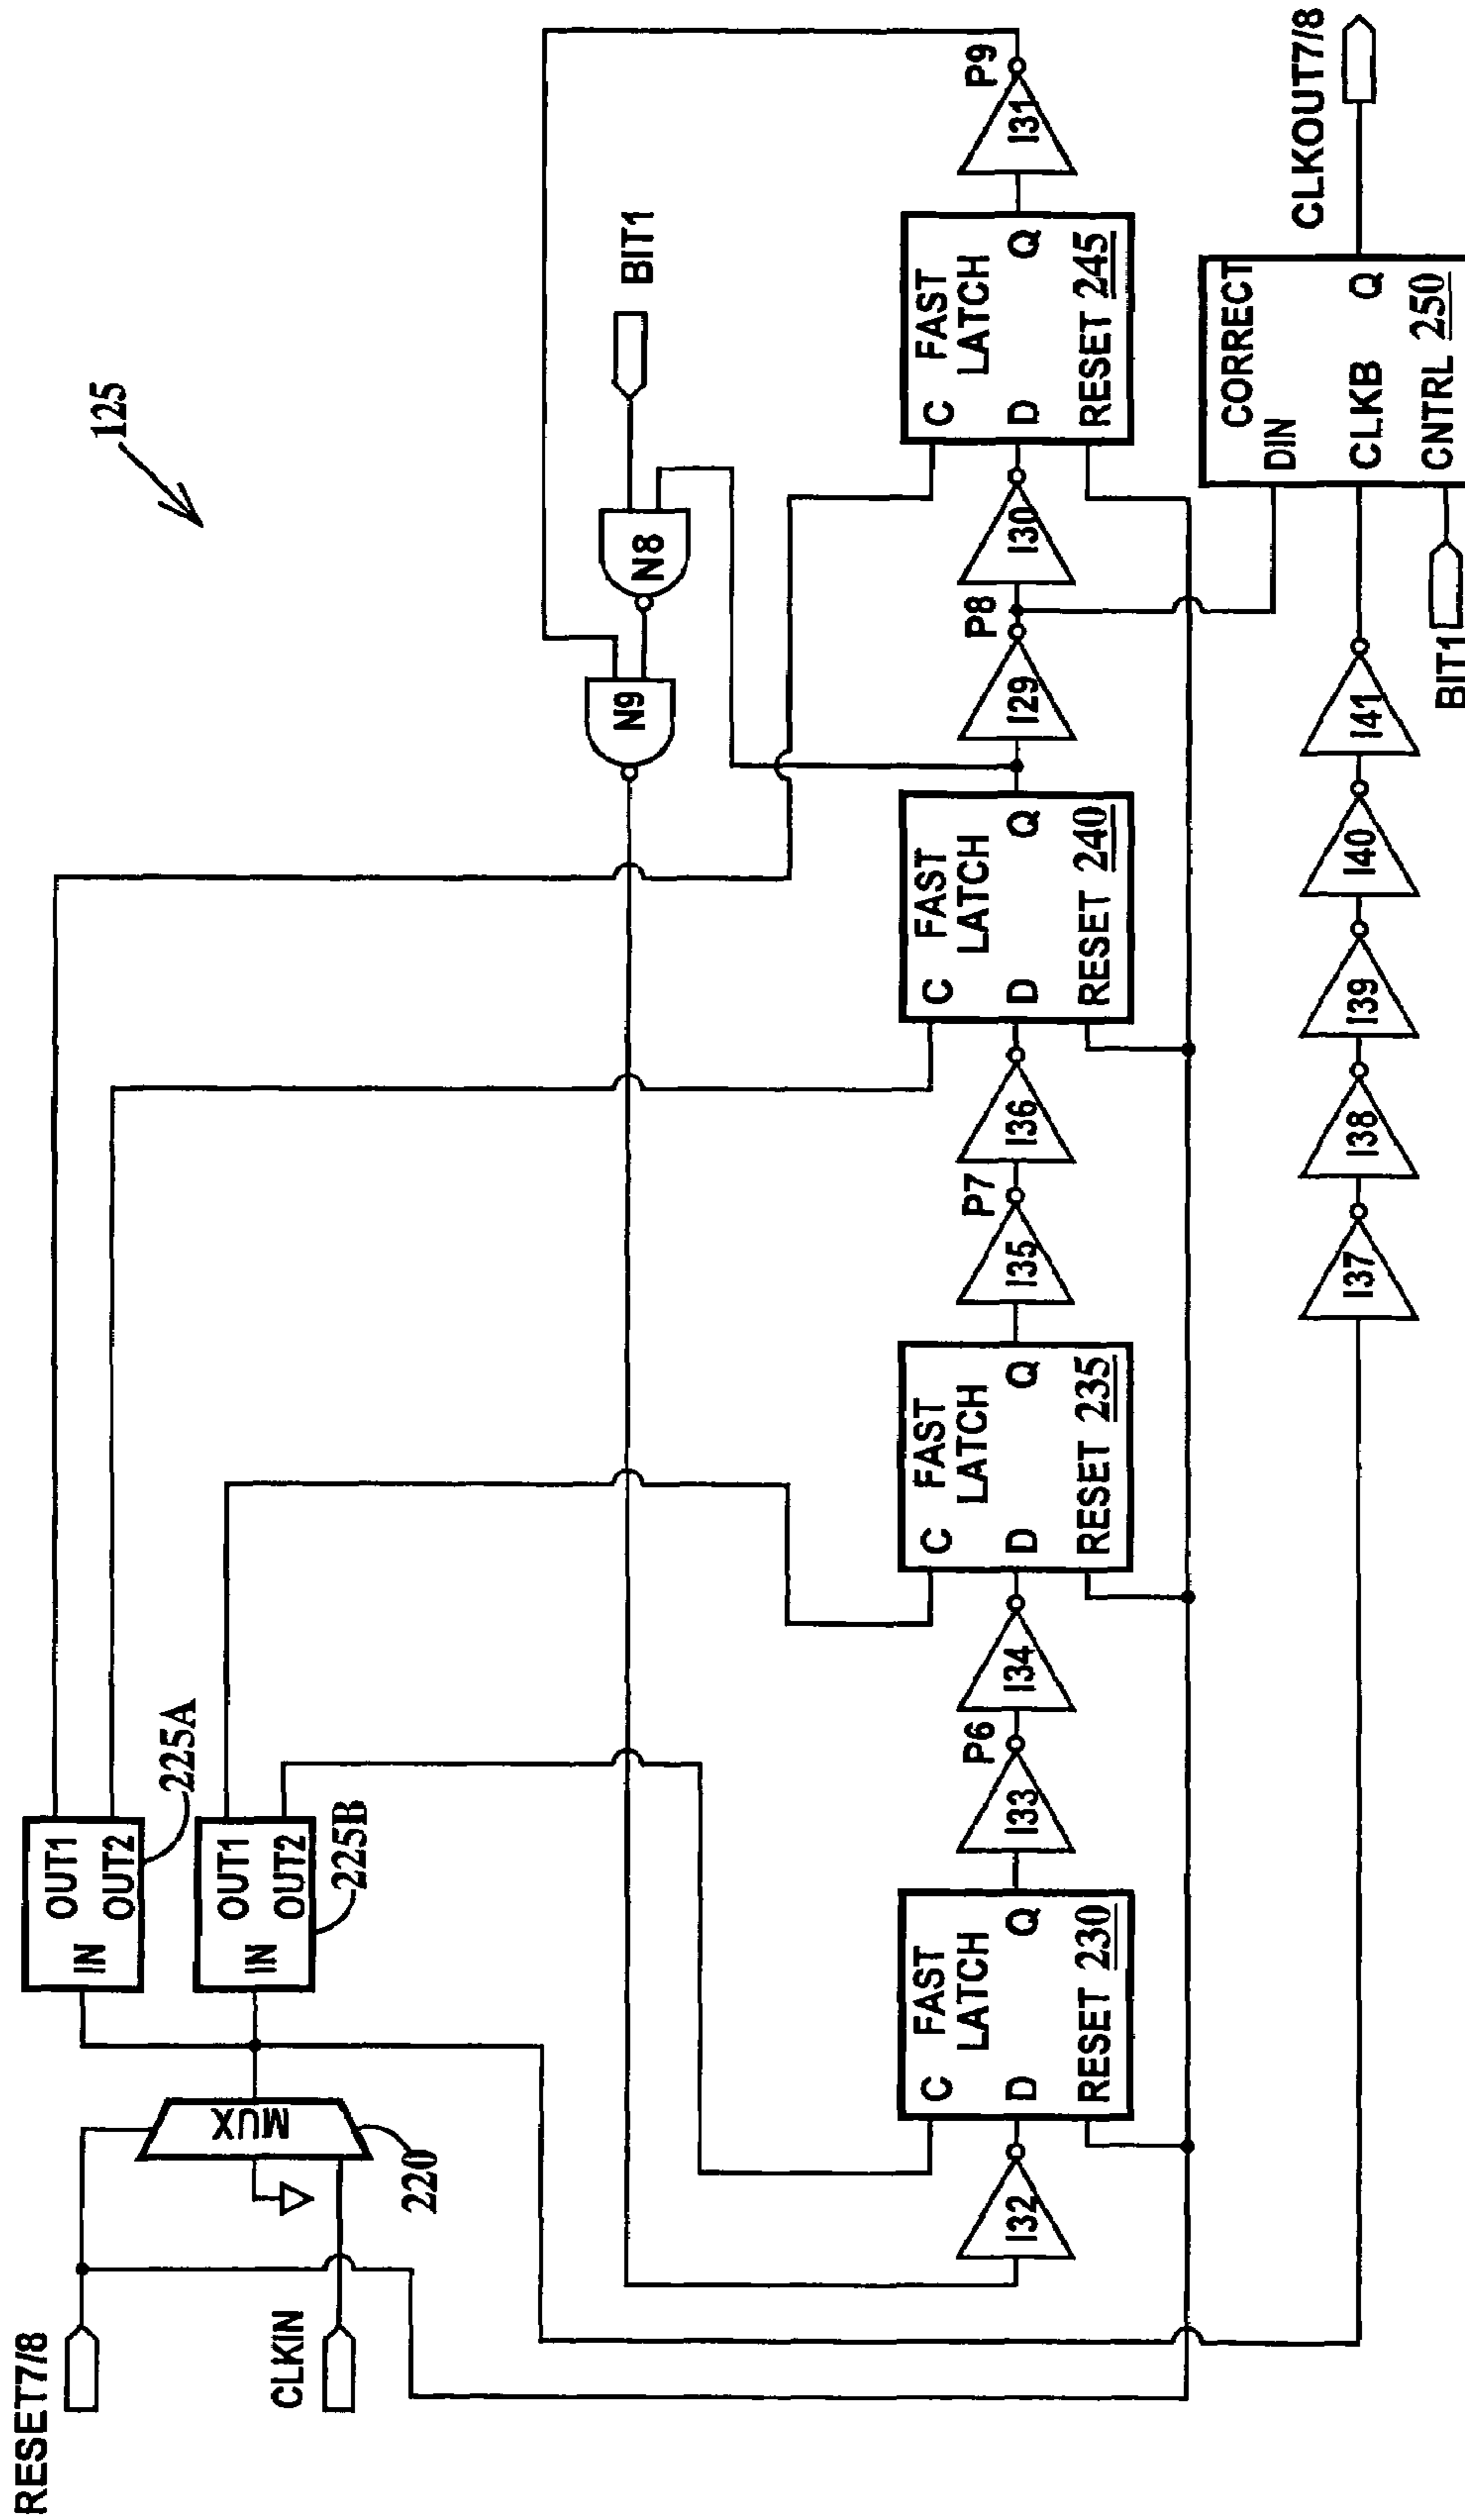 125
RESET7/8
CLKIN
MUX
220
IN
OUT1
OUT2
225A
IN
OUT1
OUT2
225B
BIT1
N9
N8
I32
C
FAST
LATCH
D
Q
RESET 230
I33
P6
I34
C
FAST
LATCH
D
Q
RESET 235
I35
P7
I36
C
FAST
LATCH
D
Q
RESET 240
I29
P8
I30
C
FAST
LATCH
D
Q
RESET 245
I31
P9
I37
I38
I39
I40
I41
BIT1
CORRECT
DIN
CLKB
Q
CNTRL 250
CLKOUT7/8